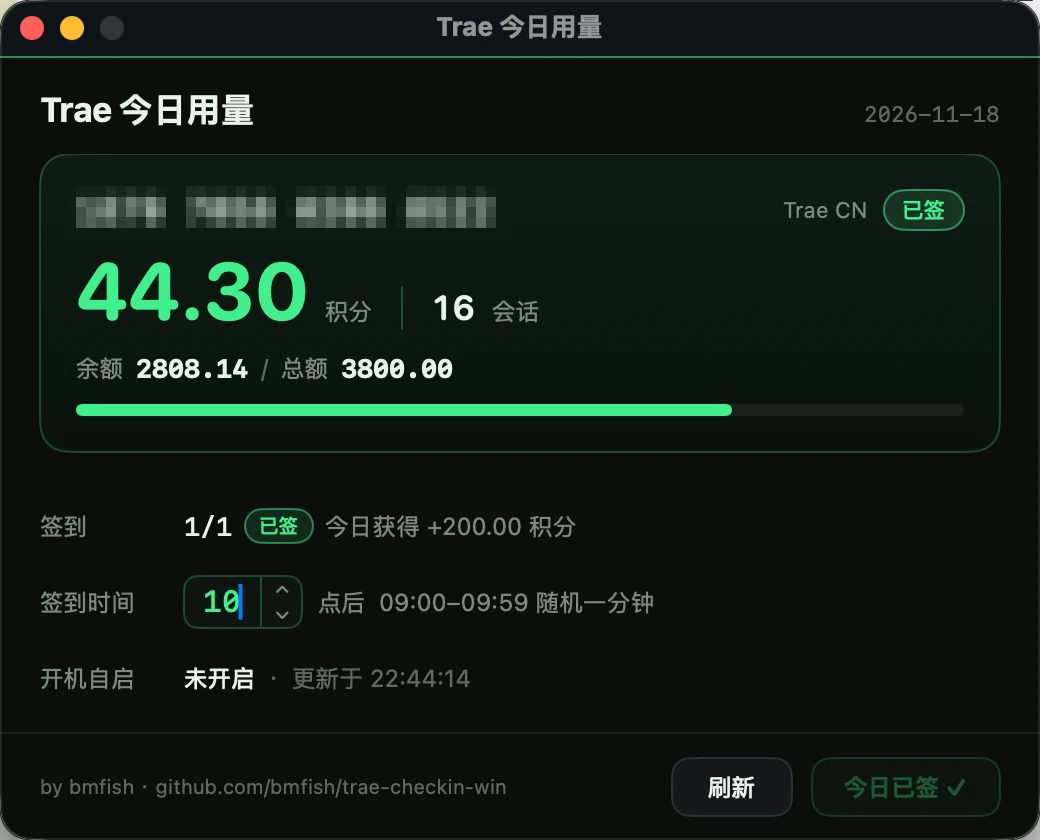 Trae 今日用量
Trae 今日用量
2026-11-18
Trae CN 已签
44.30 积分 16 会话
余额 2808.14 / 总额 3800.00
签到 1/1 已签 今日获得 +200.00 积分
签到时间 10 点后 09:00–09:59 随机一分钟
开机自启 未开启 · 更新于 22:44:14
by bmfish · github.com/bmfish/trae-checkin-win 刷新 今日已签 ✓